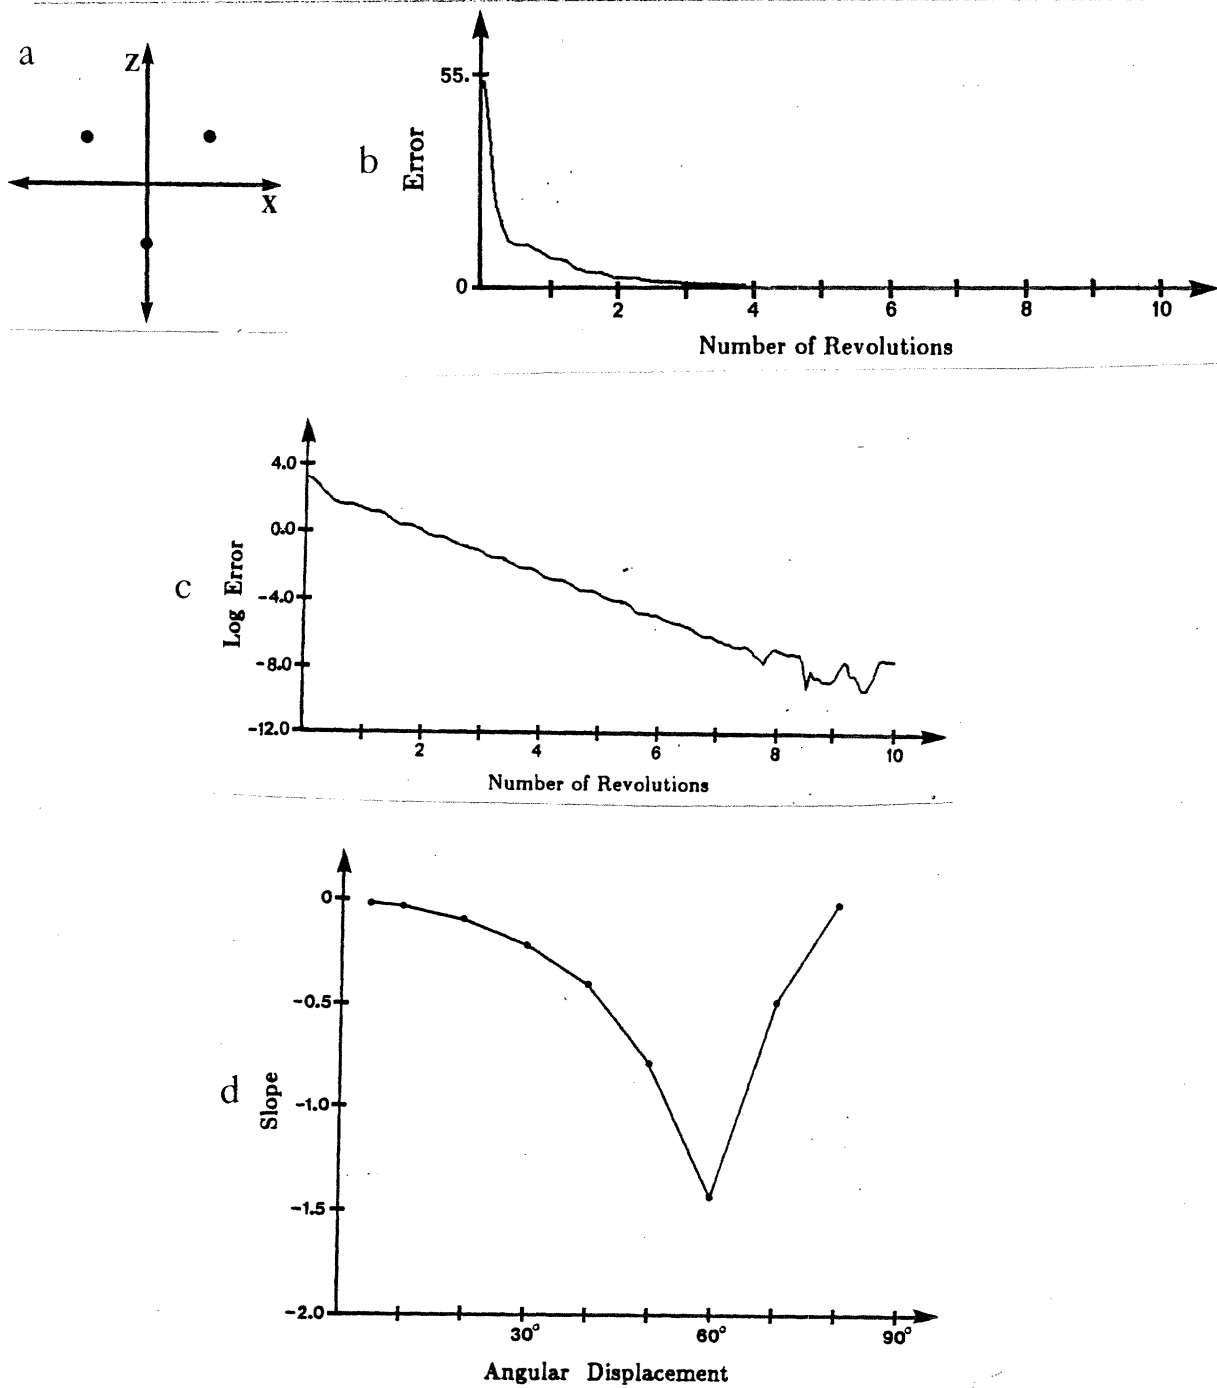 a
Z
X
b
Error
55.
0
2 4 6 8 10
Number of Revolutions
c
Log Error
4.0
0.0
-4.0
-8.0
-12.0
2 4 6 8 10
Number of Revolutions
d
Slope
0
-0.5
-1.0
-1.5
-2.0
30° 60° 90°
Angular Displacement